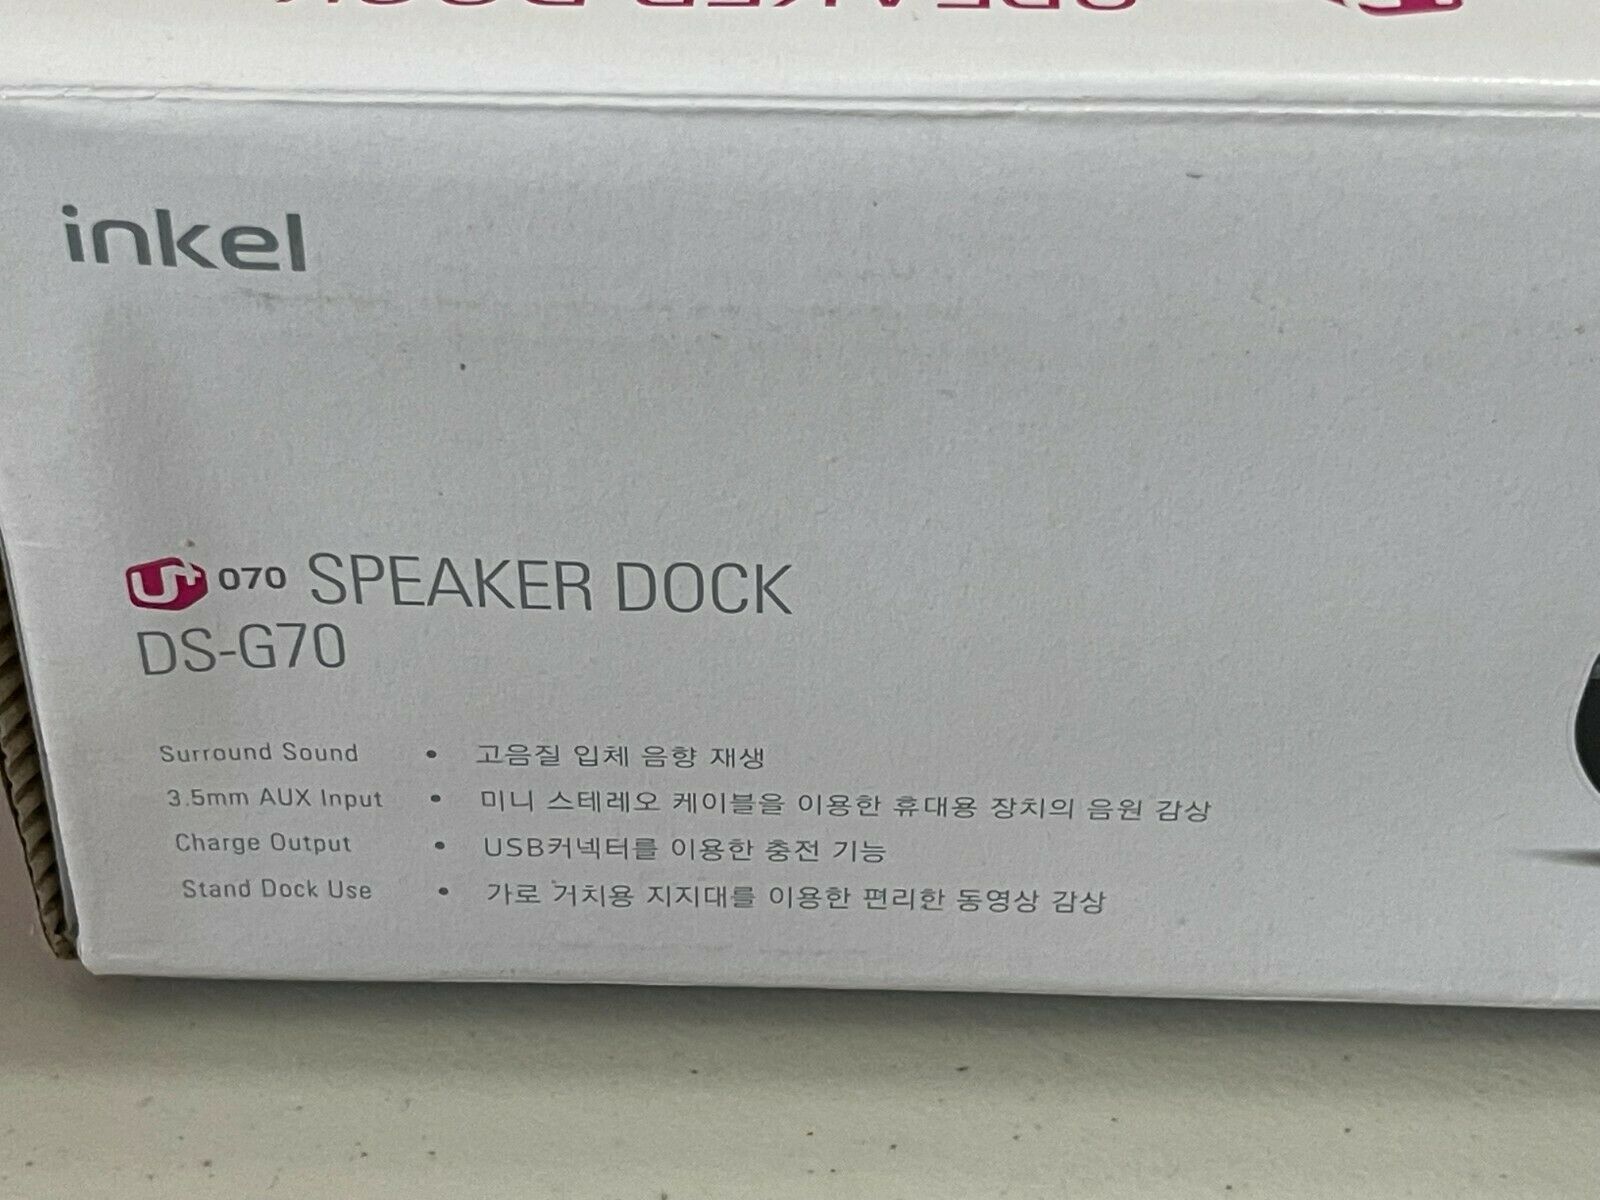 SPEAKER DOCK
inkel
U+ 070 SPEAKER DOCK
DS-G70
Surround Sound • 고음질 입체 음향 재생
3.5mm AUX Input • 미니 스테레오 케이블을 이용한 휴대용 장치의 음원 감상
Charge Output • USB커넥터를 이용한 충전 기능
Stand Dock Use • 가로 거치용 지지대를 이용한 편리한 동영상 감상